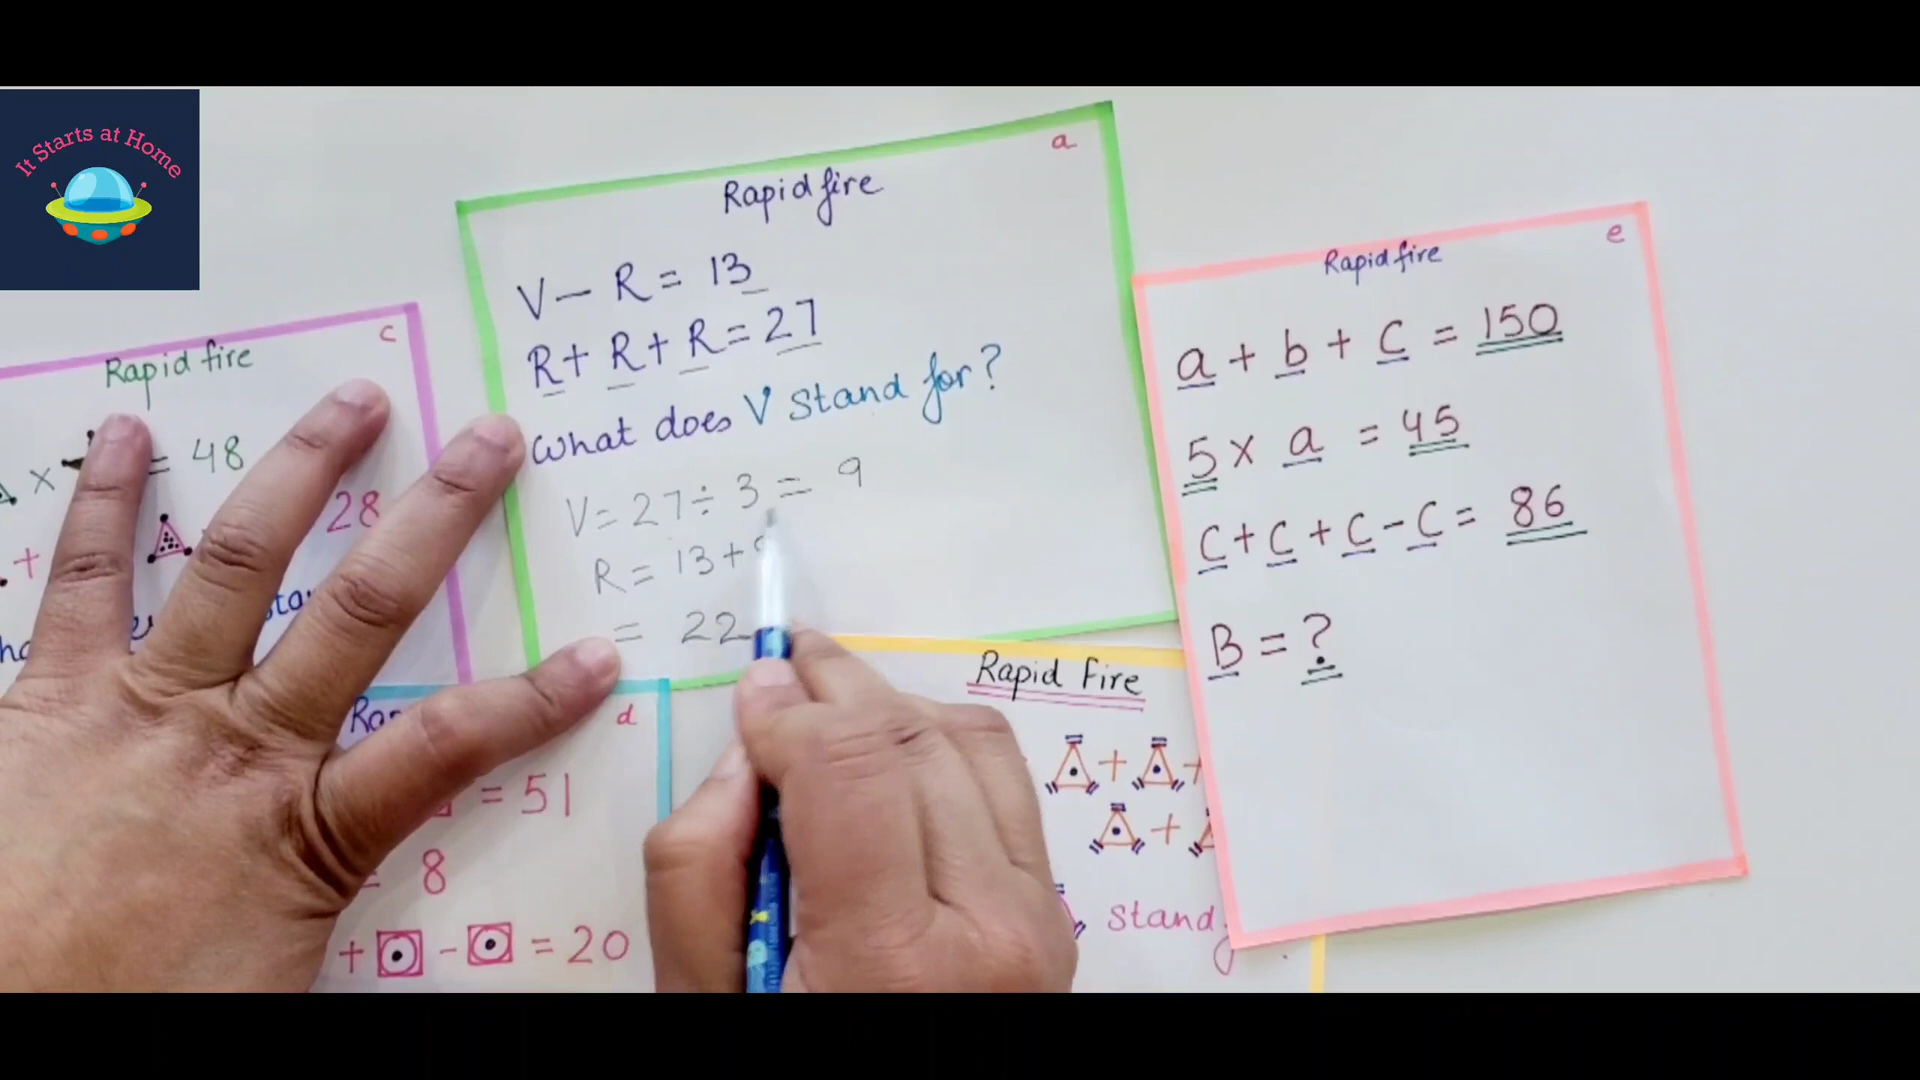 It Starts at Home
a
Rapid fire
V - R = 13
R + R + R = 27
What does V Stand for?
V = 27 ÷ 3 = 9
R = 13 +
= 22
e
Rapid fire
a + b + c = 150
5 × a = 45
C + C + C - C = 86
B = ?
c
Rapid fire
× = 48
+ 28
d
= 51
= 8
+ - = 20
Rapid Fire
+ +
+
Stand